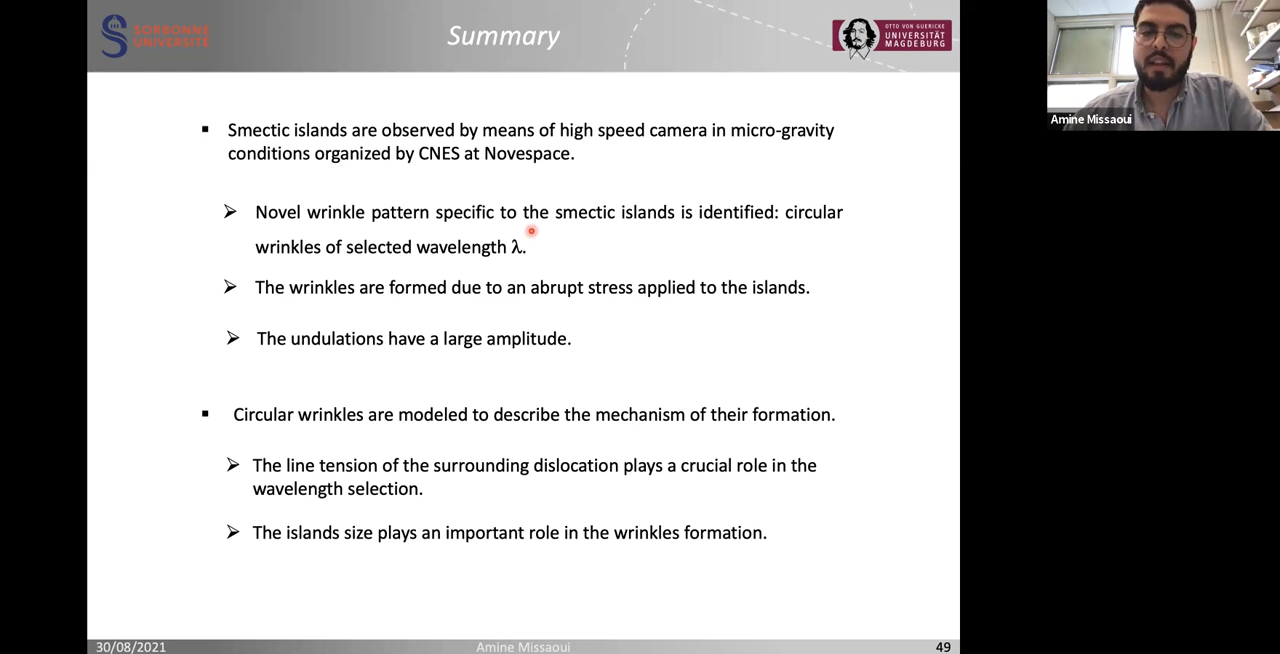 SORBONNE
UNIVERSITÉ
Summary
OTTO VON GUERICKE
UNIVERSITÄT
MAGDEBURG
Amine Missaoui
▪ Smectic islands are observed by means of high speed camera in micro-gravity
conditions organized by CNES at Novespace.
➢ Novel wrinkle pattern specific to the smectic islands is identified: circular
wrinkles of selected wavelength λ.
➢ The wrinkles are formed due to an abrupt stress applied to the islands.
➢ The undulations have a large amplitude.
▪ Circular wrinkles are modeled to describe the mechanism of their formation.
➢ The line tension of the surrounding dislocation plays a crucial role in the
wavelength selection.
➢ The islands size plays an important role in the wrinkles formation.
30/08/2021
Amine Missaoui
49